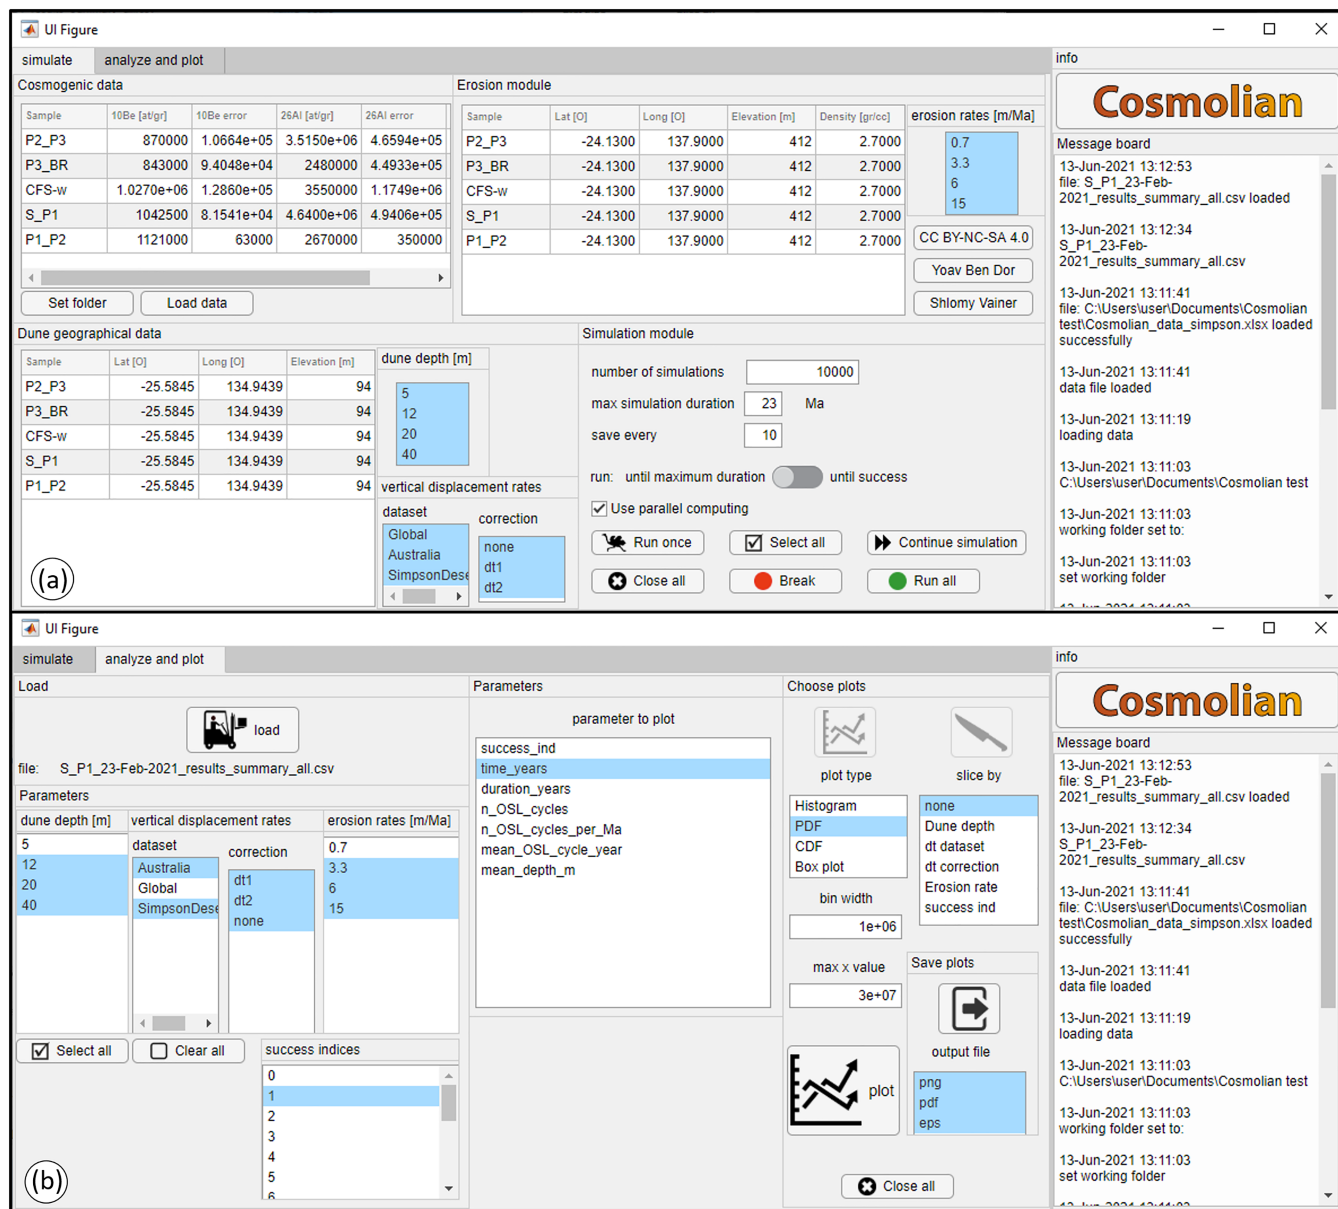 UI Figure
simulate
analyze and plot
info
Cosmogenic data
Sample 10Be [at/gr] 10Be error 26Al [at/gr] 26Al error
P2_P3 870000 1.0664e+05 3.5150e+06 4.6594e+05
P3_BR 843000 9.4048e+04 2480000 4.4933e+05
CFS-w 1.0270e+06 1.2860e+05 3550000 1.1749e+06
S_P1 1042500 8.1541e+04 4.6400e+06 4.9406e+05
P1_P2 1121000 63000 2670000 350000
Set folder
Load data
Erosion module
Sample Lat [O] Long [O] Elevation [m] Density [gr/cc]
P2_P3 -24.1300 137.9000 412 2.7000
P3_BR -24.1300 137.9000 412 2.7000
CFS-w -24.1300 137.9000 412 2.7000
S_P1 -24.1300 137.9000 412 2.7000
P1_P2 -24.1300 137.9000 412 2.7000
erosion rates [m/Ma]
0.7
3.3
6
15
CC BY-NC-SA 4.0
Yoav Ben Dor
Shlomy Vainer
Dune geographical data
Sample Lat [O] Long [O] Elevation [m]
P2_P3 -25.5845 134.9439 94
P3_BR -25.5845 134.9439 94
CFS-w -25.5845 134.9439 94
S_P1 -25.5845 134.9439 94
P1_P2 -25.5845 134.9439 94
(a)
dune depth [m]
5
12
20
40
vertical displacement rates
dataset
Global
Australia
SimpsonDese
correction
none
dt1
dt2
Simulation module
number of simulations 10000
max simulation duration 23 Ma
save every 10
run: until maximum duration until success
Use parallel computing
Run once
Select all
Continue simulation
Close all
Break
Run all
Cosmolian
Message board
13-Jun-2021 13:12:53
file: S_P1_23-Feb-
2021_results_summary_all.csv loaded
13-Jun-2021 13:12:34
S_P1_23-Feb-
2021_results_summary_all.csv
13-Jun-2021 13:11:41
file: C:\Users\user\Documents\Cosmolian
test\Cosmolian_data_simpson.xlsx loaded
successfully
13-Jun-2021 13:11:41
data file loaded
13-Jun-2021 13:11:19
loading data
13-Jun-2021 13:11:03
C:\Users\user\Documents\Cosmolian test
13-Jun-2021 13:11:03
working folder set to:
13-Jun-2021 13:11:03
set working folder
UI Figure
simulate
analyze and plot
info
Load
load
file: S_P1_23-Feb-2021_results_summary_all.csv
Parameters
dune depth [m]
5
12
20
40
vertical displacement rates
dataset
Australia
Global
SimpsonDese
correction
dt1
dt2
none
erosion rates [m/Ma]
0.7
3.3
6
15
Select all
Clear all
success indices
0
1
2
3
4
5
6
(b)
Parameters
parameter to plot
success_ind
time_years
duration_years
n_OSL_cycles
n_OSL_cycles_per_Ma
mean_OSL_cycle_year
mean_depth_m
Choose plots
plot type
Histogram
PDF
CDF
Box plot
slice by
none
Dune depth
dt dataset
dt correction
Erosion rate
success ind
bin width
1e+06
max x value
3e+07
plot
Save plots
output file
png
pdf
eps
Close all
Cosmolian
Message board
13-Jun-2021 13:12:53
file: S_P1_23-Feb-
2021_results_summary_all.csv loaded
13-Jun-2021 13:12:34
S_P1_23-Feb-
2021_results_summary_all.csv
13-Jun-2021 13:11:41
file: C:\Users\user\Documents\Cosmolian
test\Cosmolian_data_simpson.xlsx loaded
successfully
13-Jun-2021 13:11:41
data file loaded
13-Jun-2021 13:11:19
loading data
13-Jun-2021 13:11:03
C:\Users\user\Documents\Cosmolian test
13-Jun-2021 13:11:03
working folder set to:
13-Jun-2021 13:11:03
set working folder